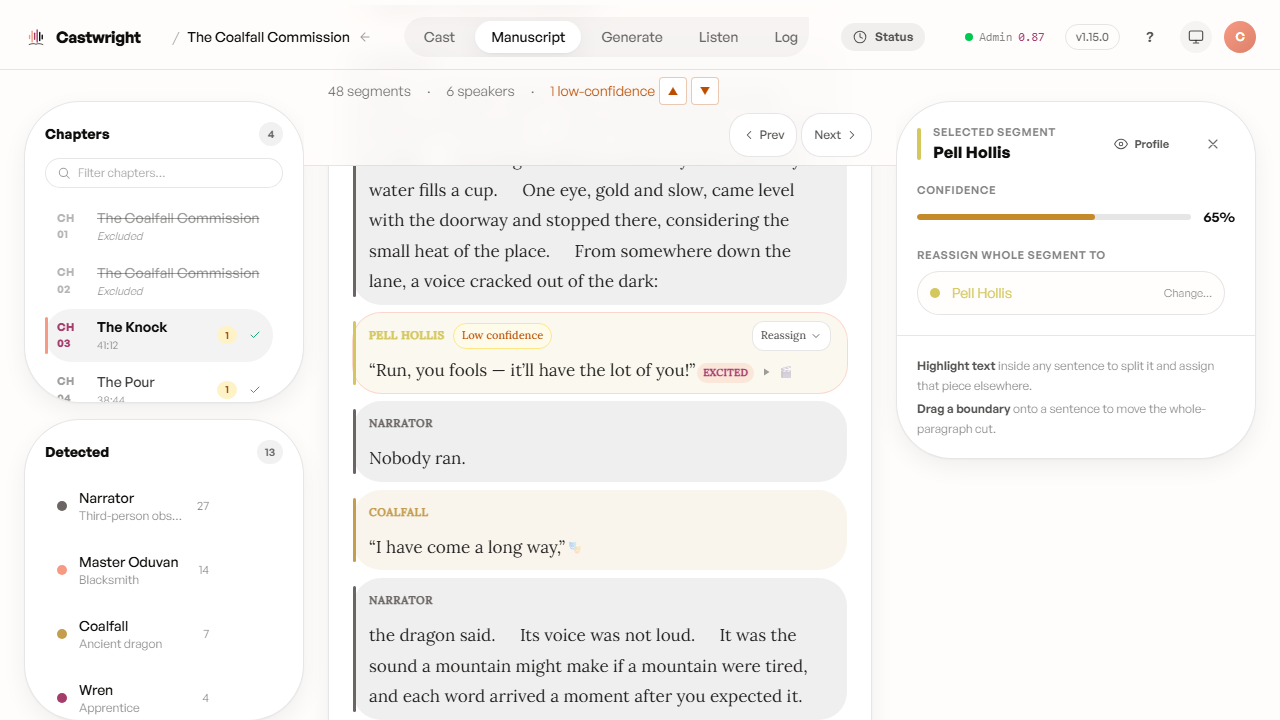 Castwright
/ The Coalfall Commission ←
Cast
Manuscript
Generate
Listen
Log
Status
Admin 0.87
v1.15.0
?
C
48 segments · 6 speakers · 1 low-confidence ▲ ▼
Prev
Next
Chapters
4
Filter chapters...
CH 01
The Coalfall Commission
Excluded
CH 02
The Coalfall Commission
Excluded
CH 03
The Knock
41:12
1
CH 04
The Pour
38:44
1
Detected
13
Narrator
Third-person obs...
27
Master Oduvan
Blacksmith
14
Coalfall
Ancient dragon
7
Wren
Apprentice
4
water fills a cup. One eye, gold and slow, came level
with the doorway and stopped there, considering the
small heat of the place. From somewhere down the
lane, a voice cracked out of the dark:
PELL HOLLIS
Low confidence
Reassign
“Run, you fools — it’ll have the lot of you!” EXCITED
NARRATOR
Nobody ran.
COALFALL
“I have come a long way,”
NARRATOR
the dragon said. Its voice was not loud. It was the
sound a mountain might make if a mountain were tired,
and each word arrived a moment after you expected it.
SELECTED SEGMENT
Pell Hollis
Profile
CONFIDENCE
65%
REASSIGN WHOLE SEGMENT TO
Pell Hollis
Change...
Highlight text inside any sentence to split it and assign
that piece elsewhere.
Drag a boundary onto a sentence to move the whole-
paragraph cut.